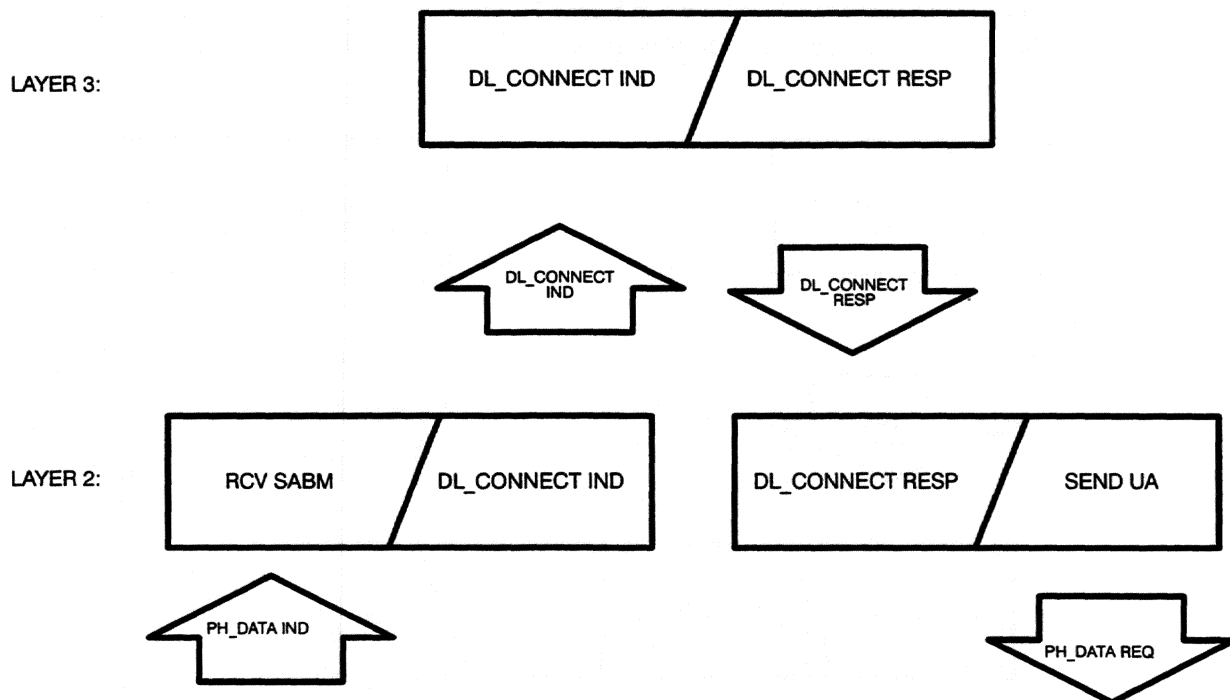 LAYER 3:
DL_CONNECT IND
DL_CONNECT RESP
DL_CONNECT
IND
DL_CONNECT
RESP
LAYER 2:
RCV SABM
DL_CONNECT IND
DL_CONNECT RESP
SEND UA
PH_DATA IND
PH_DATA REQ